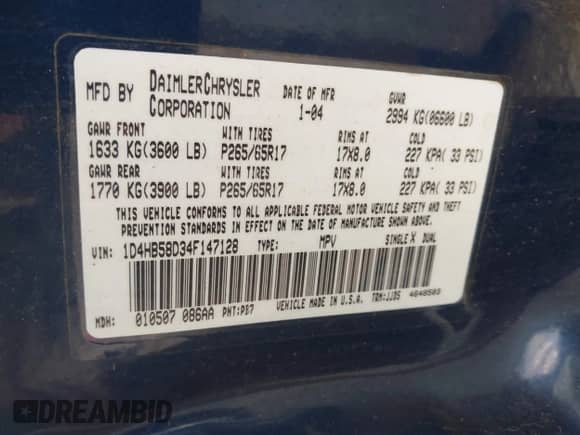 MFD BY DAIMLERCHRYSLER CORPORATION DATE OF MFR 1-04 GVWR 2994 KG(06600 LB)
GAWR FRONT WITH TIRES RIMS AT COLD
1633 KG(3600 LB) P265/65R17 17X8.0 227 KPA( 33 PSI)
GAWR REAR WITH TIRES RIMS AT COLD
1770 KG(3900 LB) P265/65R17 17X8.0 227 KPA( 33 PSI)
THIS VEHICLE CONFORMS TO ALL APPLICABLE FEDERAL MOTOR VEHICLE SAFETY AND THEFT
PREVENTION STANDARDS IN EFFECT ON THE DATE OF MANUFACTURE SHOWN ABOVE.
VIN: 1D4HB58D34F147128 TYPE: MPV SINGLE X DUAL
MDH: 010507 086AA PNT:PB7 VEHICLE MADE IN U.S.A. TRM:JJD5 4648503
DREAMBID